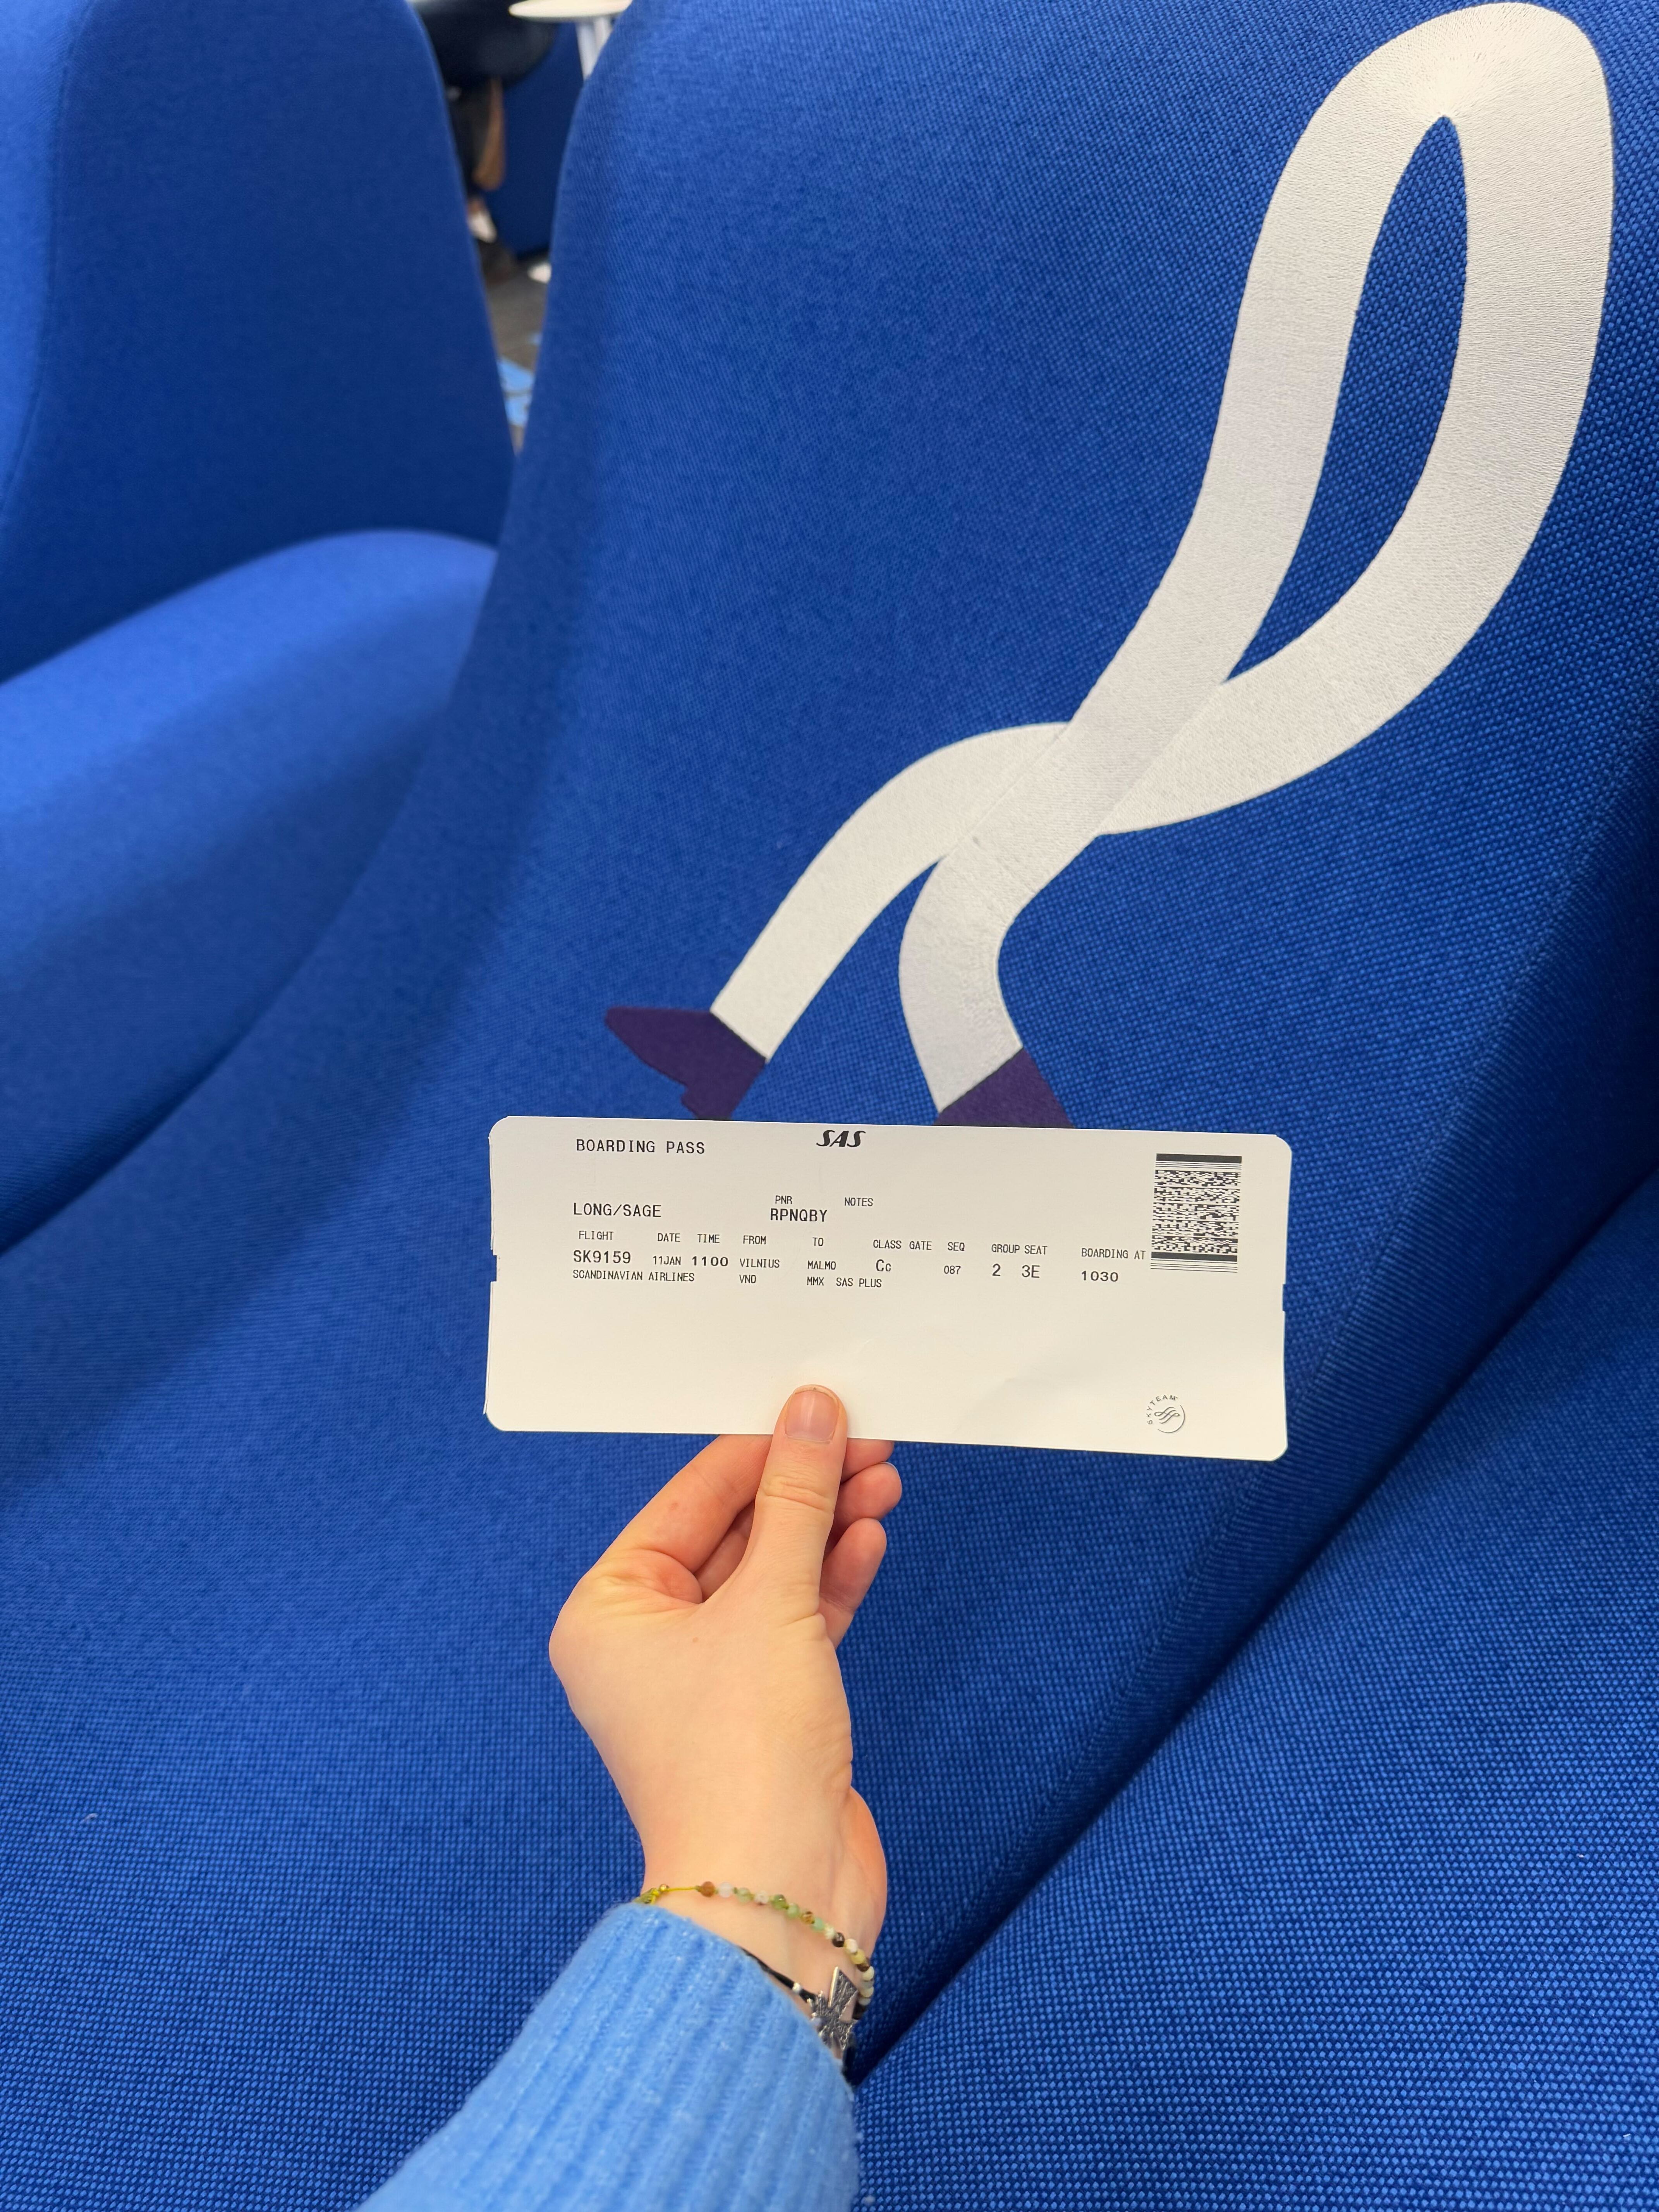 BOARDING PASS SAS
PNR NOTES
LONG/SAGE RPNQBY
FLIGHT DATE TIME FROM TO CLASS GATE SEQ GROUP SEAT BOARDING AT
SK9159 11JAN 1100 VILNIUS MALMO Cc 087 2 3E 1030
SCANDINAVIAN AIRLINES VNO MMX SAS PLUS
SKYTEAM